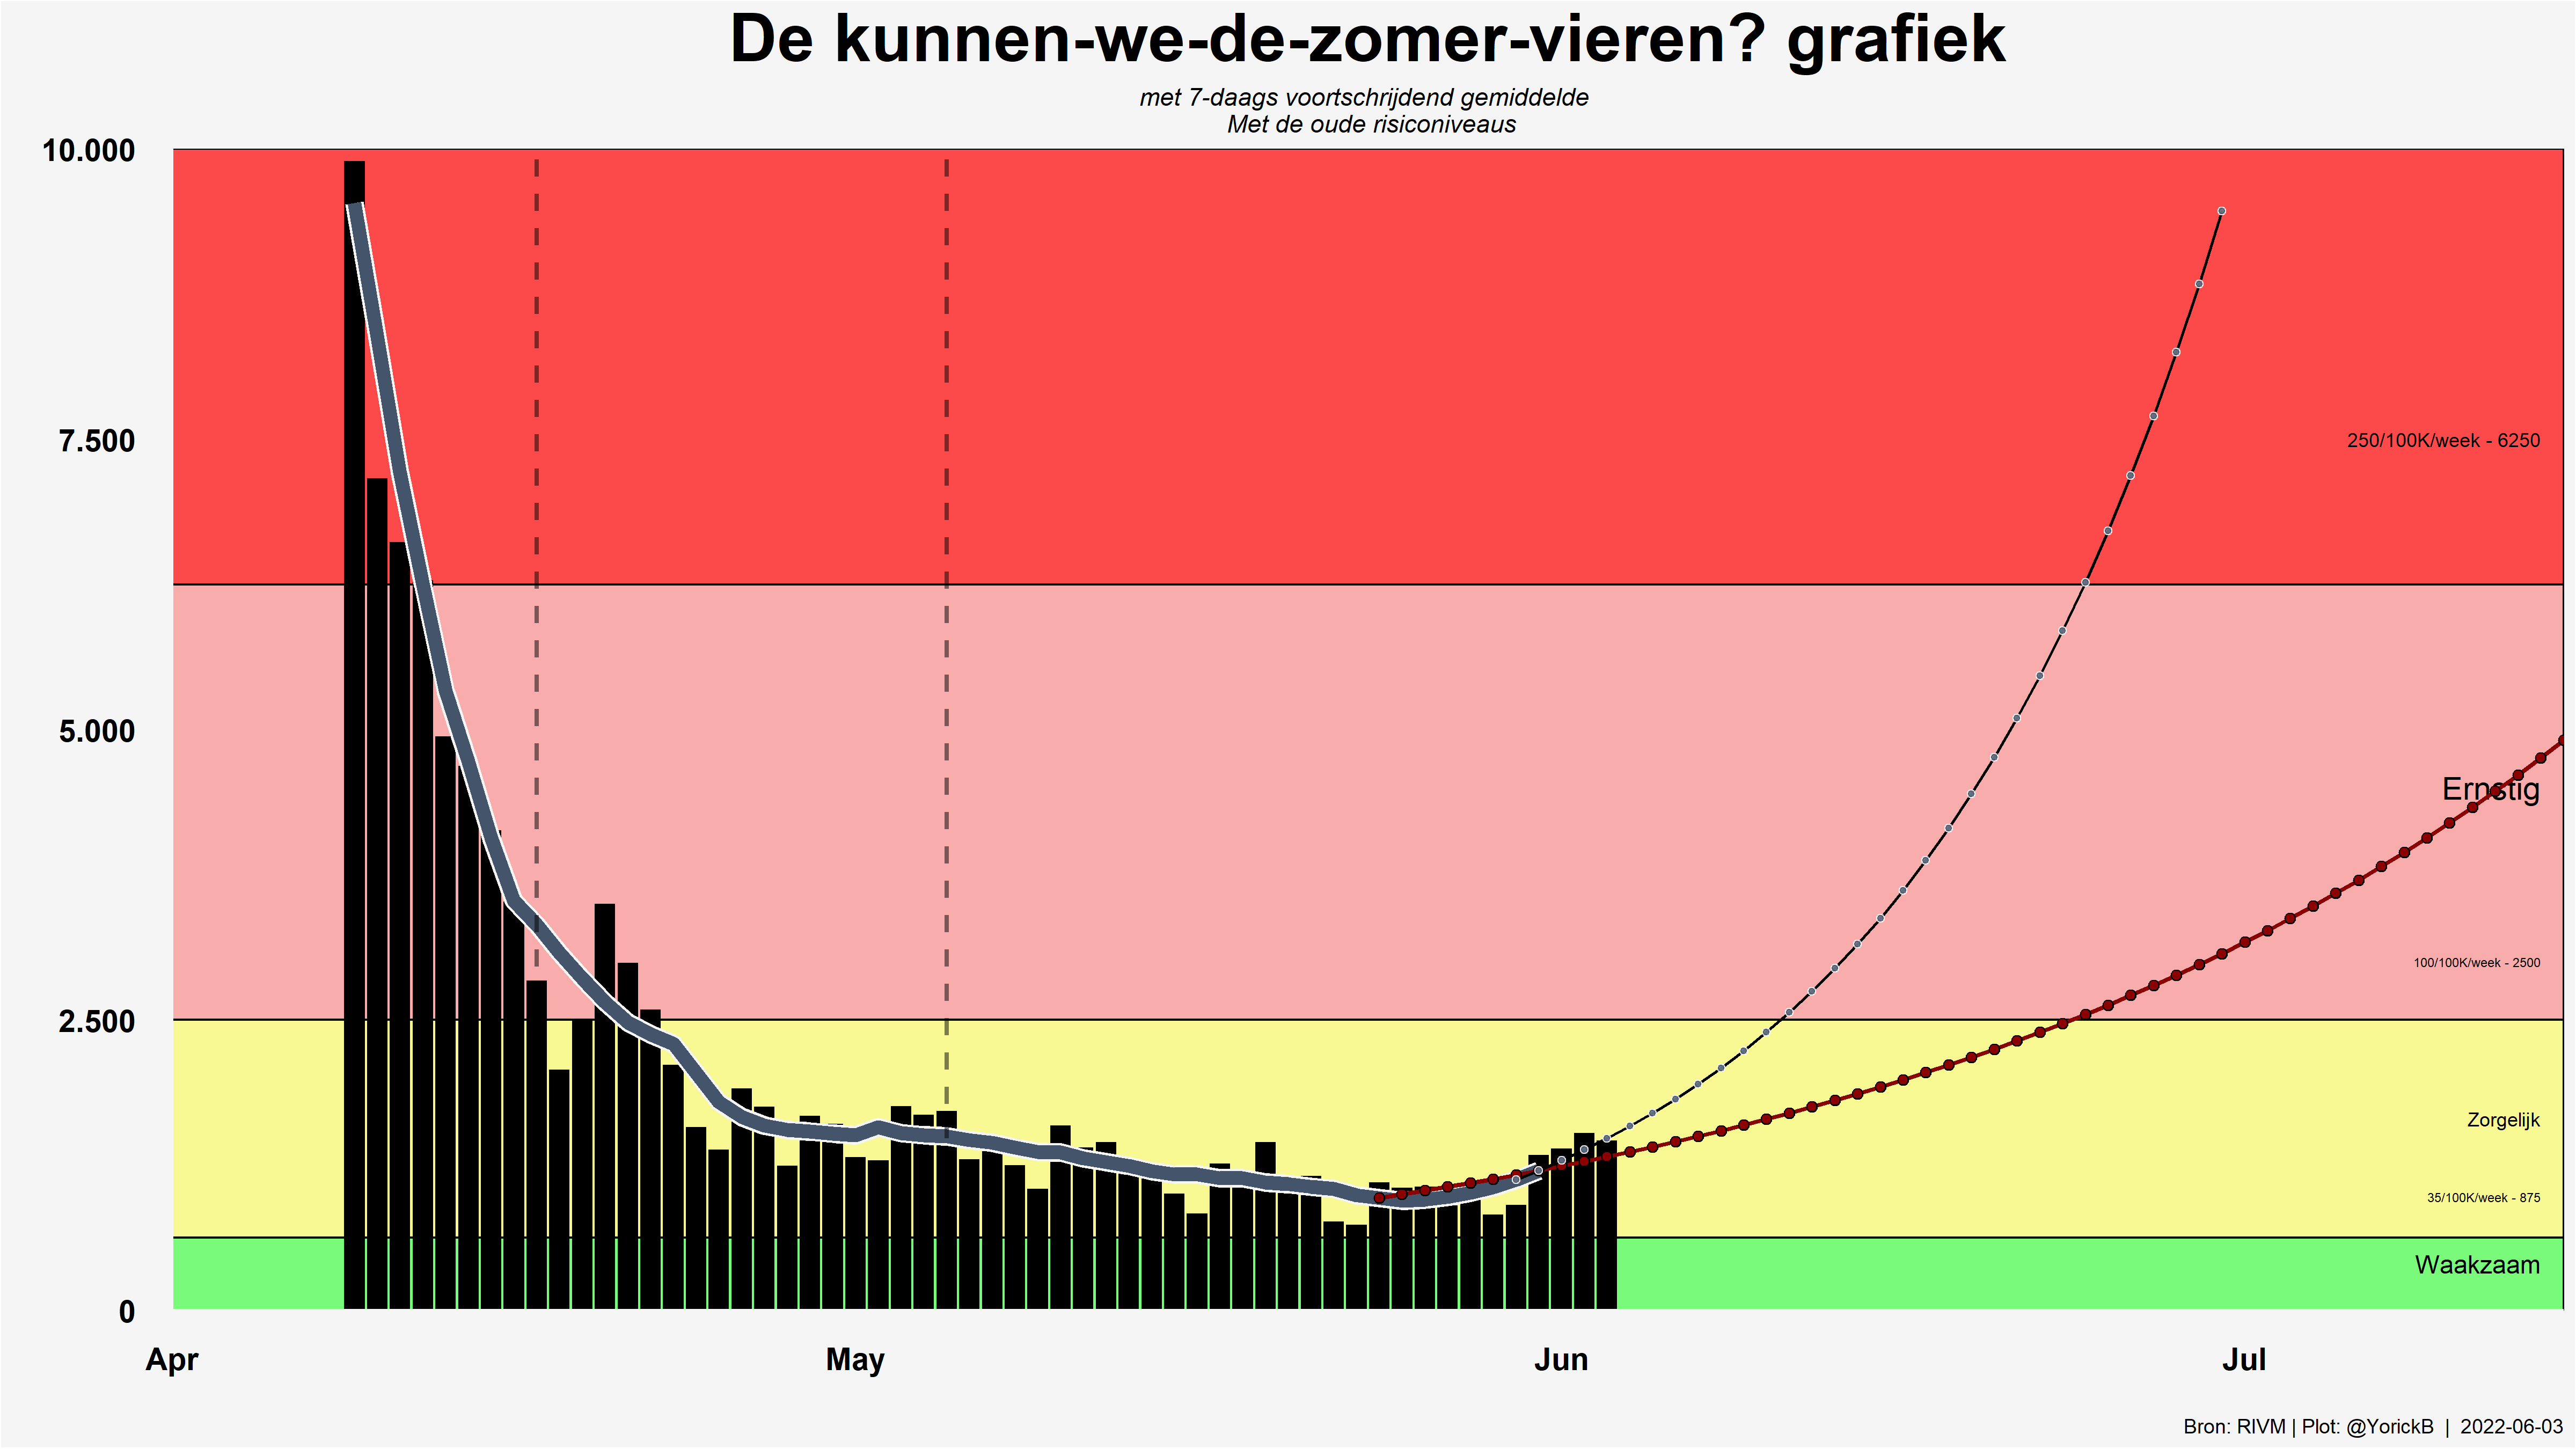 De kunnen-we-de-zomer-vieren? grafiek
met 7-daags voortschrijdend gemiddelde
Met de oude risiconiveaus
10.000
7.500
250/100K/week - 6250
5.000
Ernstig
100/100K/week - 2500
2.500
Zorgelijk
35/100K/week - 875
Waakzaam
0
Apr May Jun Jul
Bron: RIVM | Plot: @YorickB | 2022-06-03